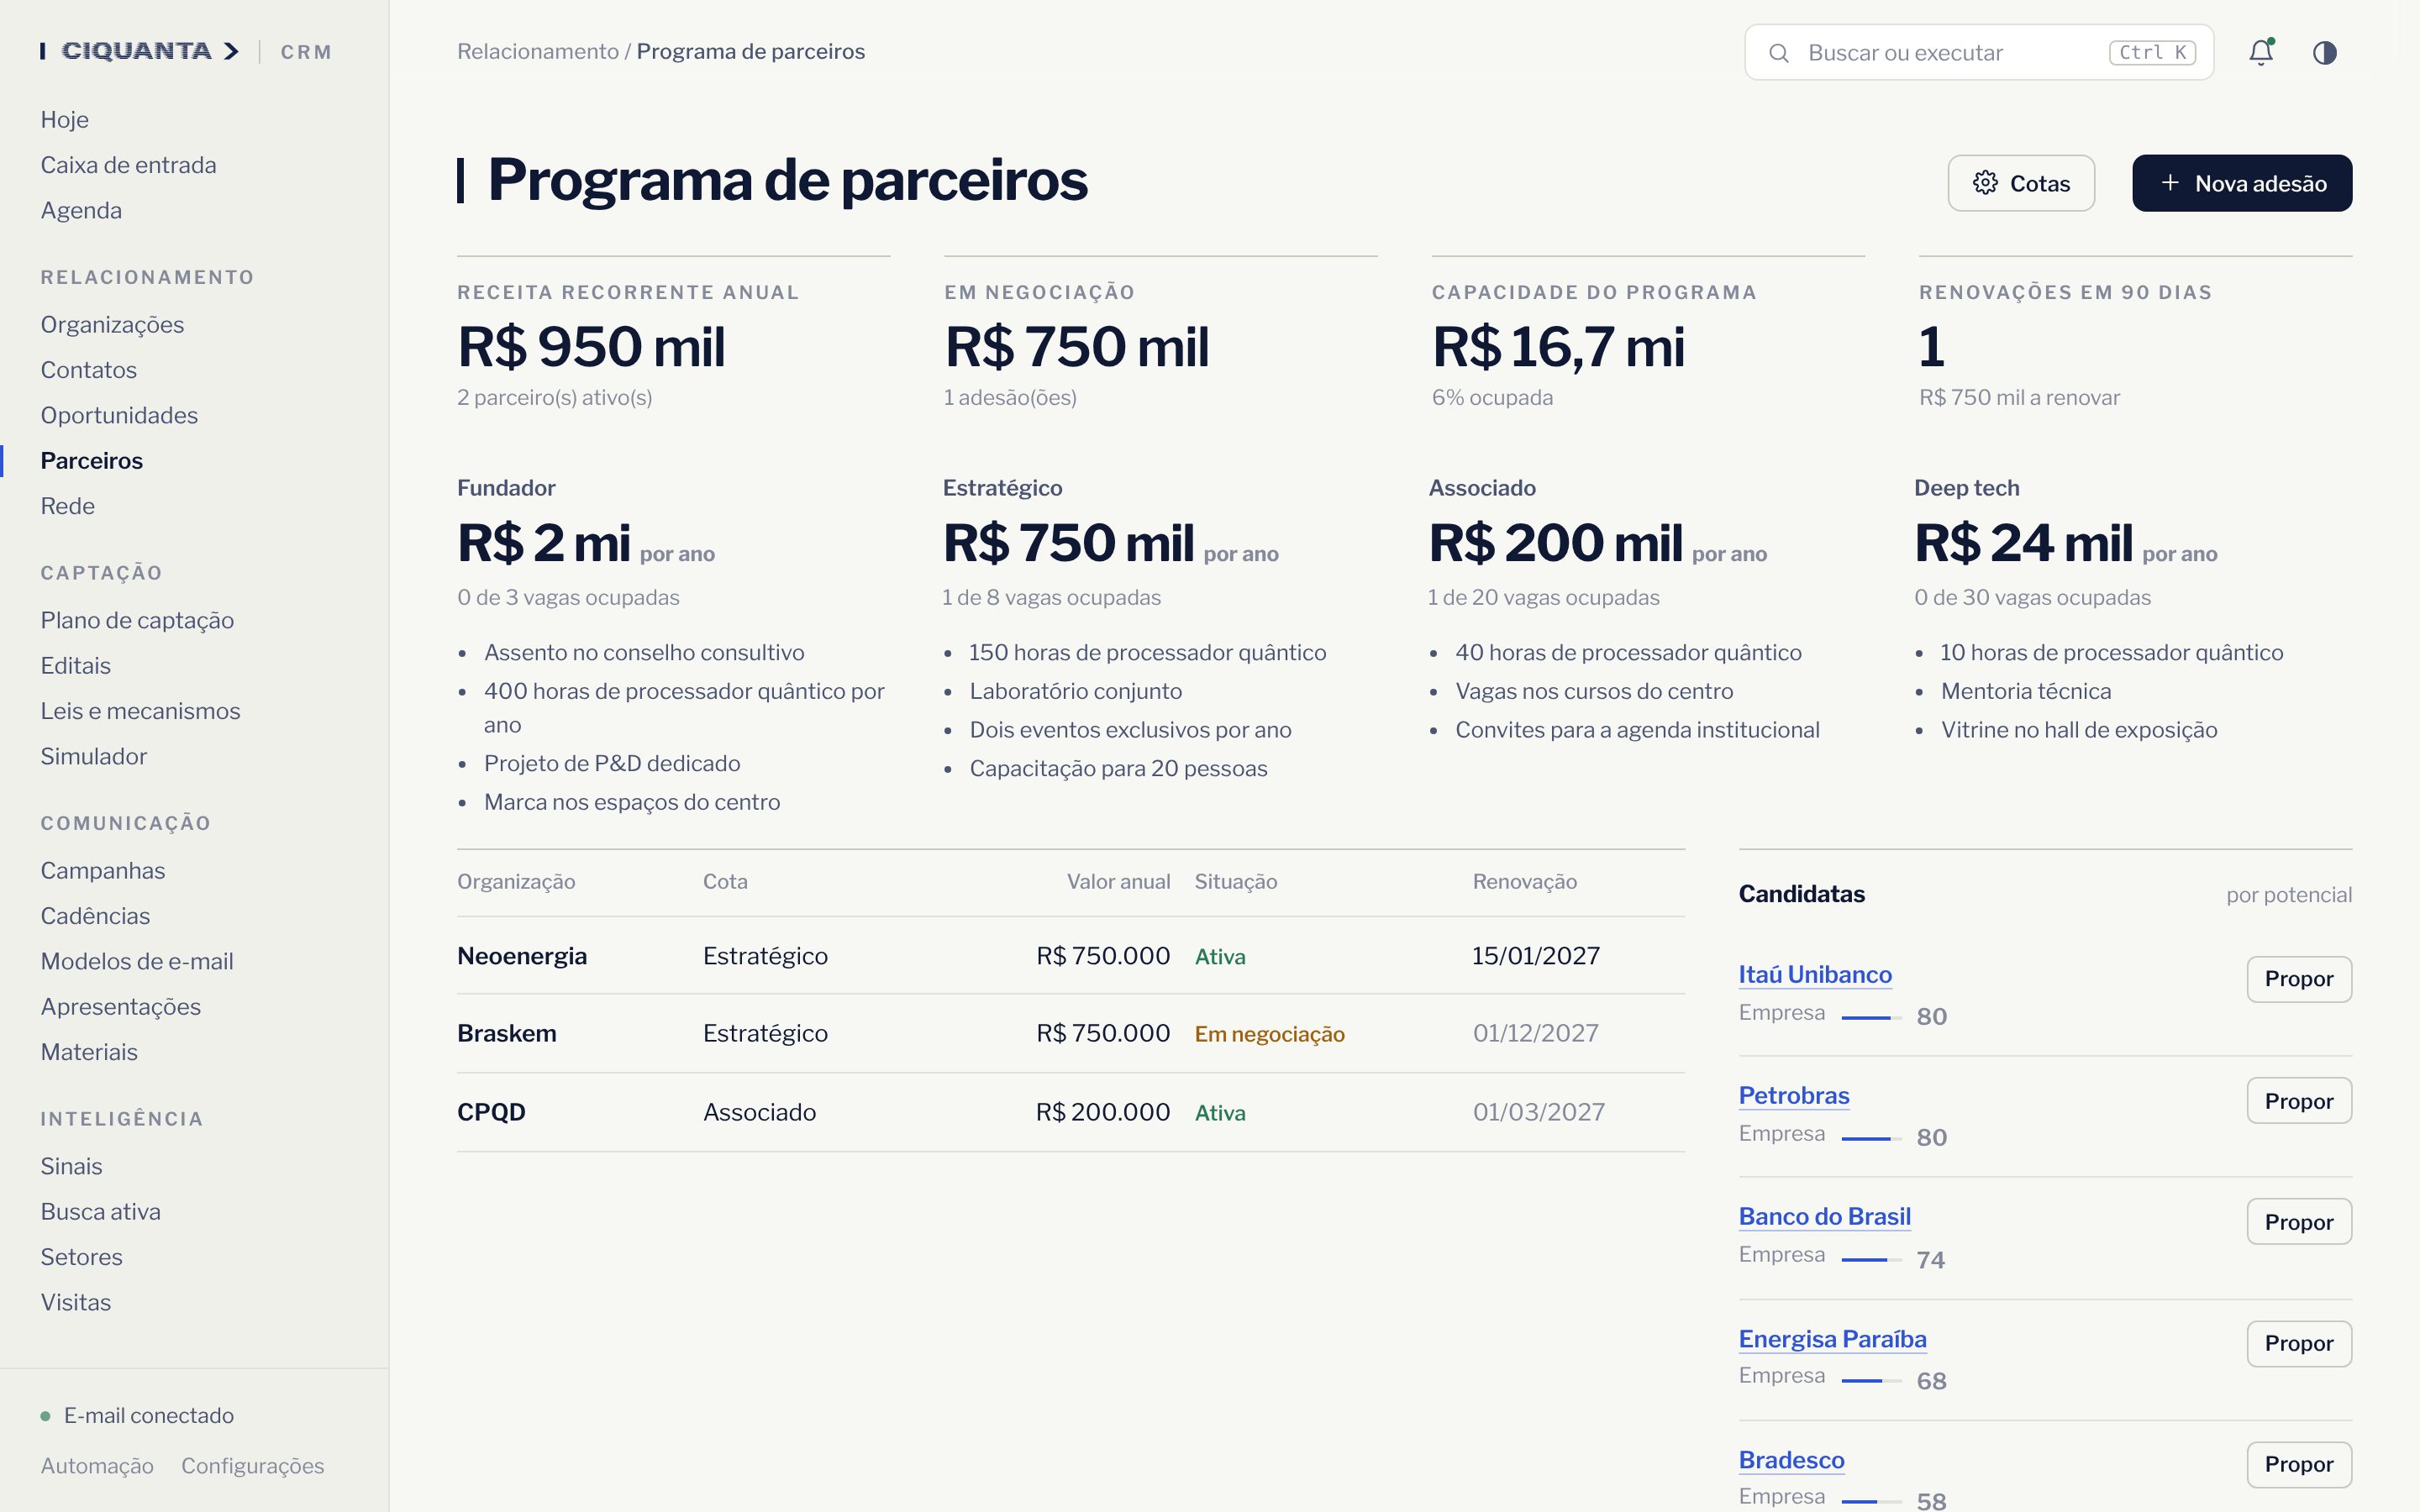 CIQUANTA CRM
Hoje
Caixa de entrada
Agenda
RELACIONAMENTO
Organizações
Contatos
Oportunidades
Parceiros
Rede
CAPTAÇÃO
Plano de captação
Editais
Leis e mecanismos
Simulador
COMUNICAÇÃO
Campanhas
Cadências
Modelos de e-mail
Apresentações
Materiais
INTELIGÊNCIA
Sinais
Busca ativa
Setores
Visitas
E-mail conectado
Automação Configurações
Relacionamento / Programa de parceiros
Buscar ou executar Ctrl K
Programa de parceiros
Cotas
+ Nova adesão
RECEITA RECORRENTE ANUAL
R$ 950 mil
2 parceiro(s) ativo(s)
EM NEGOCIAÇÃO
R$ 750 mil
1 adesão(ões)
CAPACIDADE DO PROGRAMA
R$ 16,7 mi
6% ocupada
RENOVAÇÕES EM 90 DIAS
1
R$ 750 mil a renovar
Fundador
R$ 2 mi por ano
0 de 3 vagas ocupadas
• Assento no conselho consultivo
• 400 horas de processador quântico por
ano
• Projeto de P&D dedicado
• Marca nos espaços do centro
Estratégico
R$ 750 mil por ano
1 de 8 vagas ocupadas
• 150 horas de processador quântico
• Laboratório conjunto
• Dois eventos exclusivos por ano
• Capacitação para 20 pessoas
Associado
R$ 200 mil por ano
1 de 20 vagas ocupadas
• 40 horas de processador quântico
• Vagas nos cursos do centro
• Convites para a agenda institucional
Deep tech
R$ 24 mil por ano
0 de 30 vagas ocupadas
• 10 horas de processador quântico
• Mentoria técnica
• Vitrine no hall de exposição
Organização Cota Valor anual Situação Renovação
Neoenergia Estratégico R$ 750.000 Ativa 15/01/2027
Braskem Estratégico R$ 750.000 Em negociação 01/12/2027
CPQD Associado R$ 200.000 Ativa 01/03/2027
Candidatas por potencial
Itaú Unibanco Propor
Empresa 80
Petrobras Propor
Empresa 80
Banco do Brasil Propor
Empresa 74
Energisa Paraíba Propor
Empresa 68
Bradesco Propor
Empresa 58